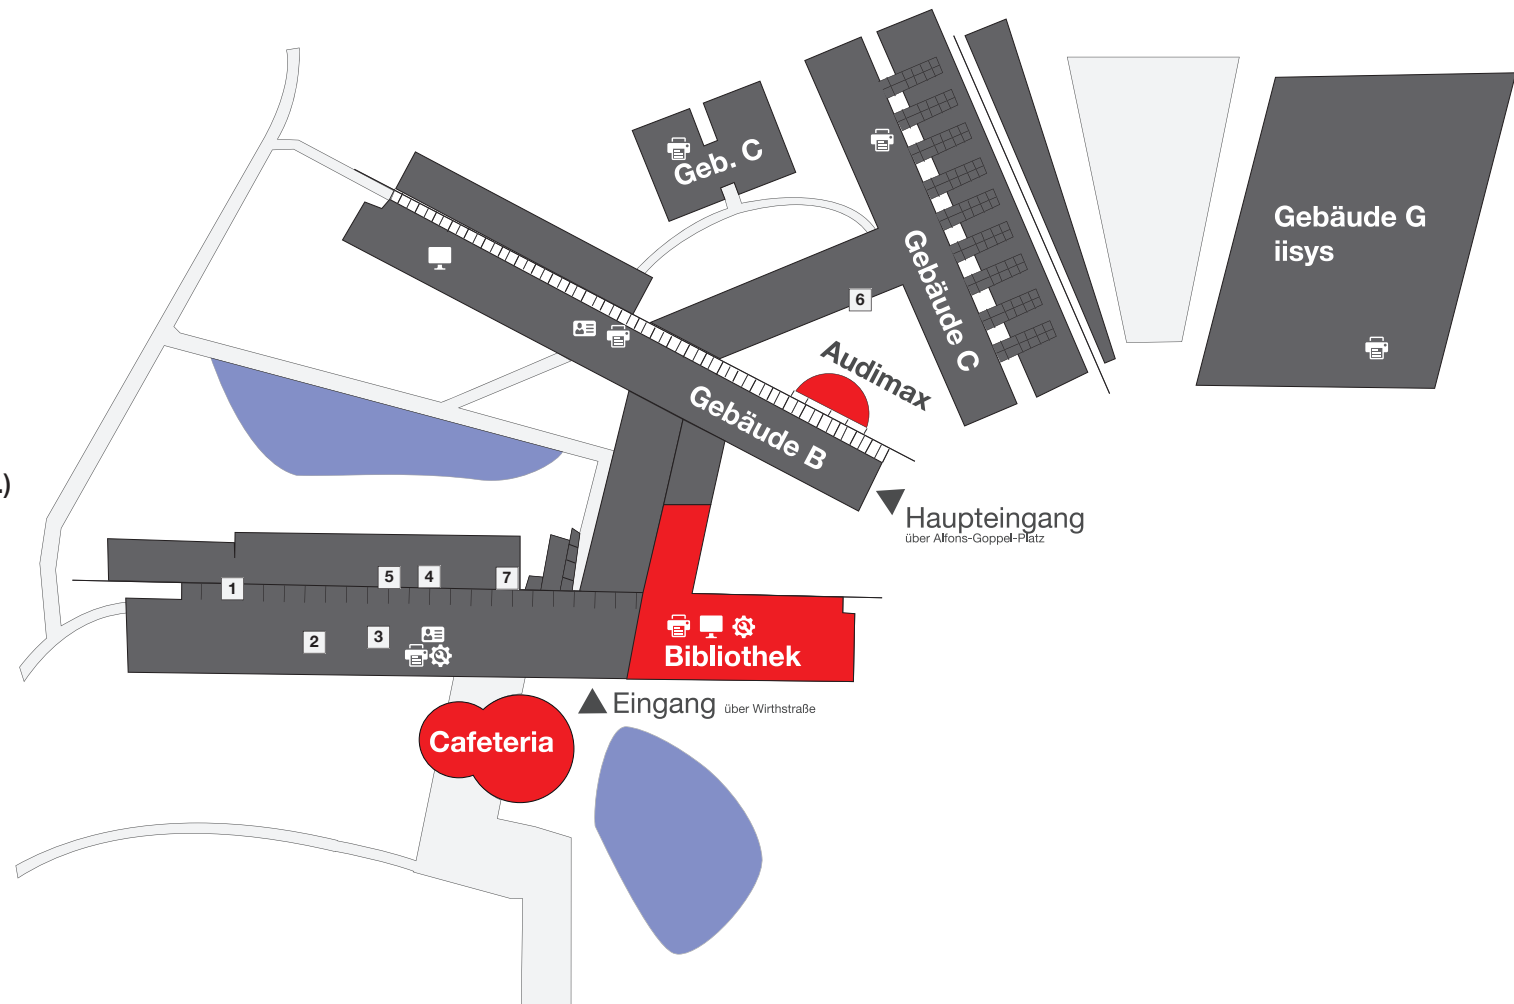 Geb. C
Gebäude C
Gebäude G
iisys
6
Audimax
Gebäude B
.)
Haupteingang
über Alfons-Goppel-Platz
5
4
7
1
2
3
Bibliothek
Eingang über Wirthstraße
Cafeteria